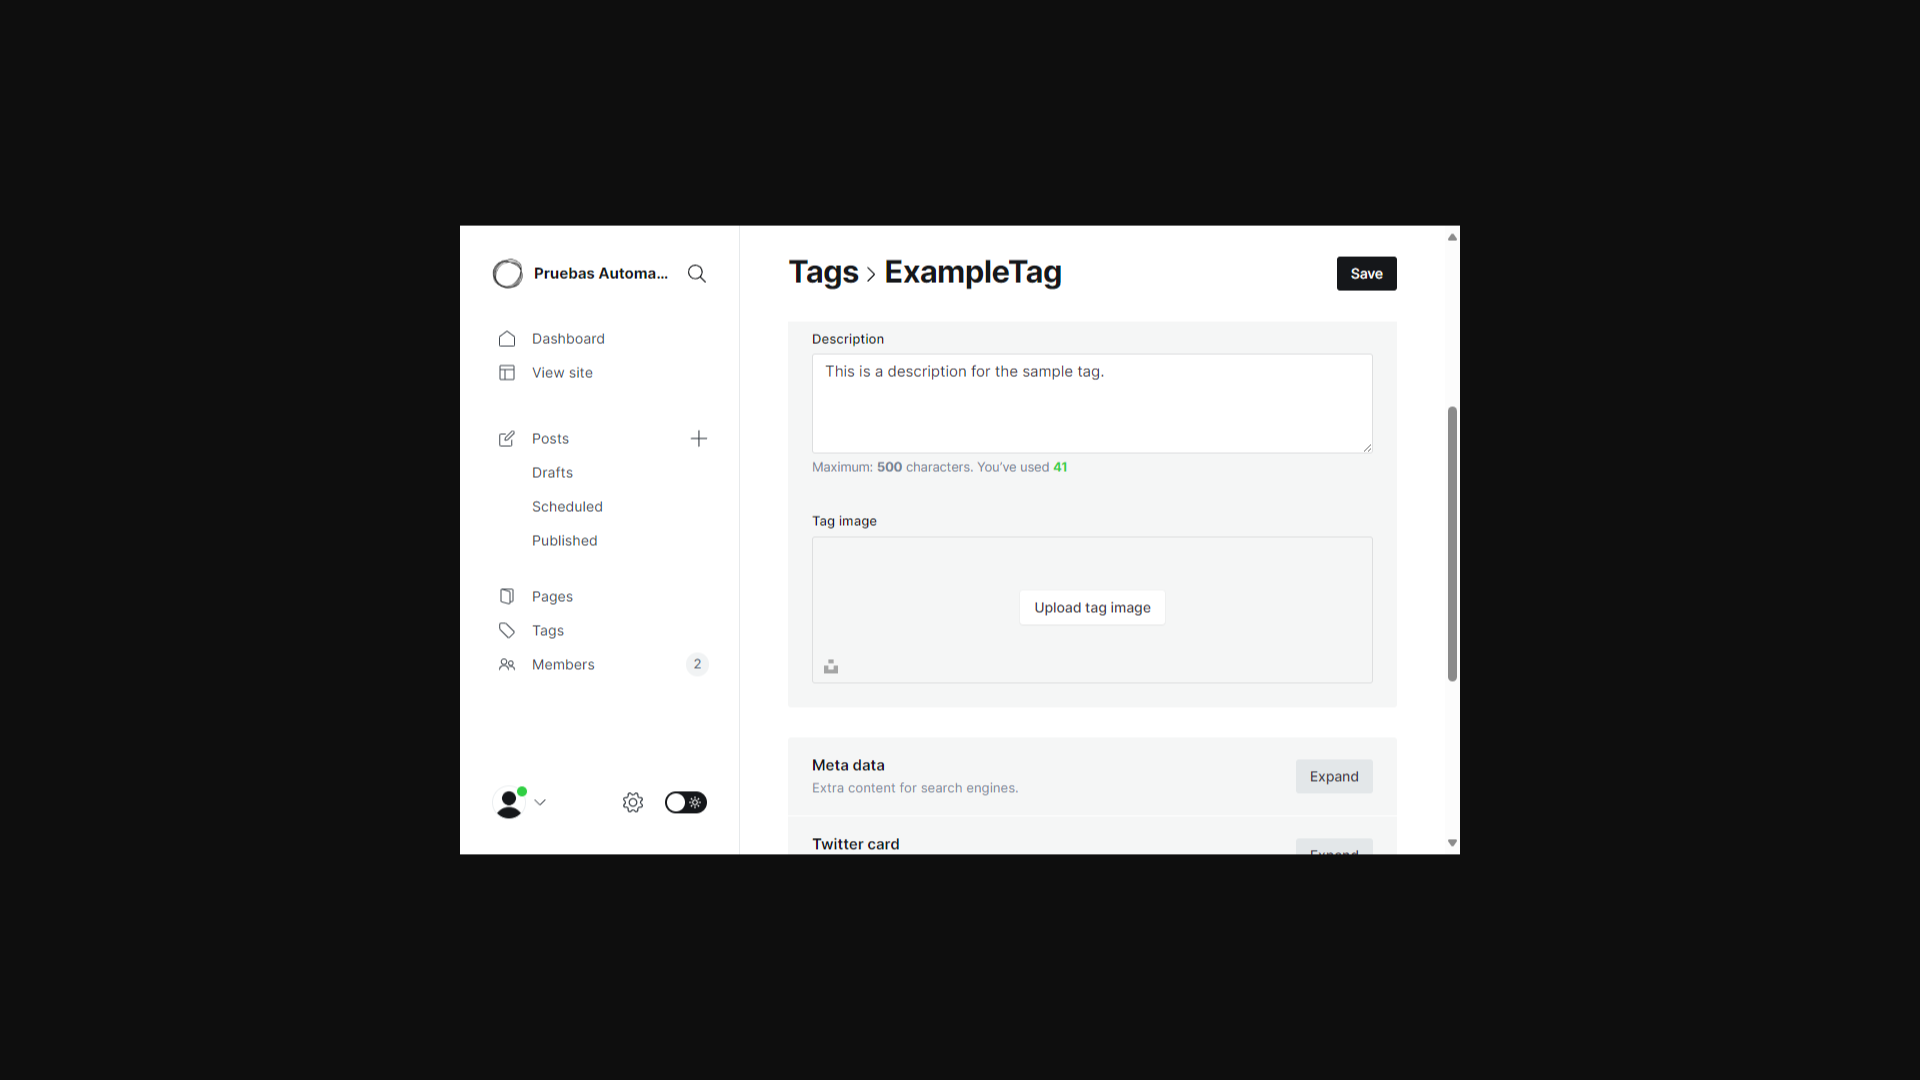 Pruebas Automa...
Dashboard
View site
Posts
Drafts
Scheduled
Published
Pages
Tags
Members 2
Tags > ExampleTag
Save
Description
This is a description for the sample tag.
Maximum: 500 characters. You’ve used 41
Tag image
Upload tag image
Meta data
Extra content for search engines.
Expand
Twitter card
Expand